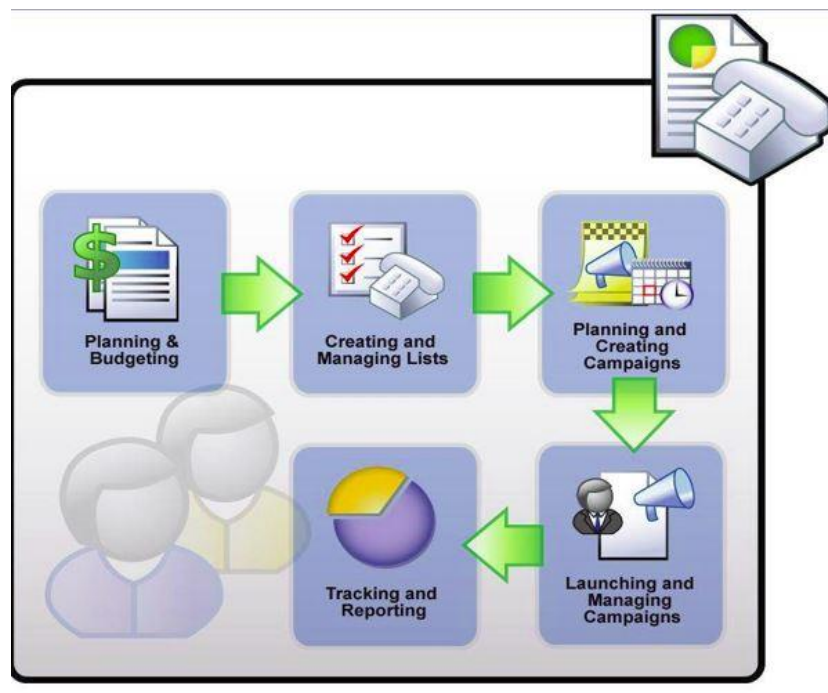 Planning &
Budgeting
Creating and
Managing Lists
Planning and
Creating
Campaigns
Launching and
Managing
Campaigns
Tracking and
Reporting